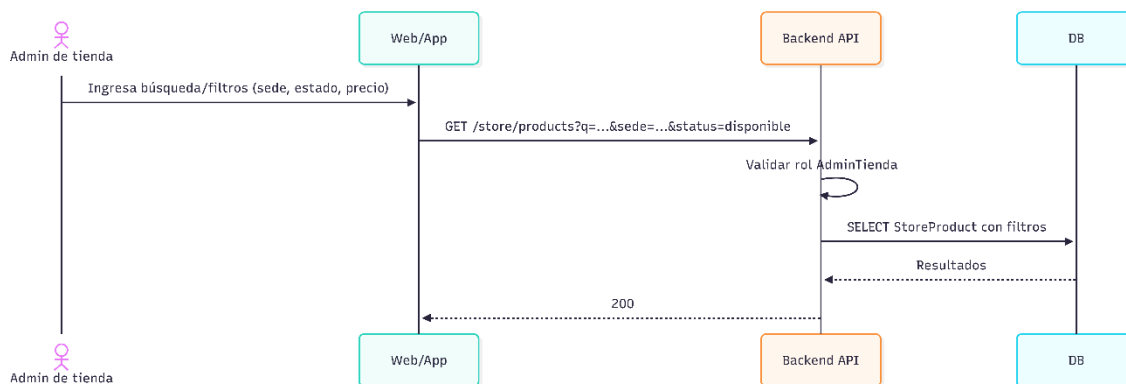 Admin de tienda
Web/App
Backend API
DB
Ingresa búsqueda/filtros (sede, estado, precio)
GET /store/products?q=...&sede=...&status=disponible
Validar rol AdminTienda
SELECT StoreProduct con filtros
Resultados
200
Admin de tienda
Web/App
Backend API
DB